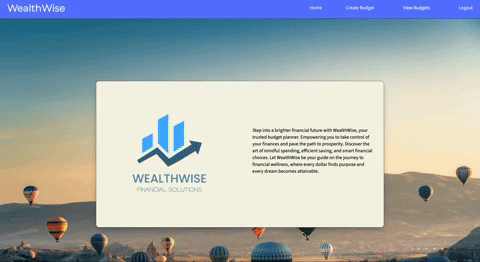 WealthWise
Home Create Budget View Budgets Logout
Step into a brighter financial future with WealthWise, your
trusted budget planner. Empowering you to take control of
your finances and pave the path to prosperity. Discover the
art of mindful spending, efficient saving, and smart financial
choices. Let WealthWise be your guide on the journey to
financial wellness, where every dollar finds purpose and
every dream becomes attainable.
WEALTHWISE
FINANCIAL SOLUTIONS